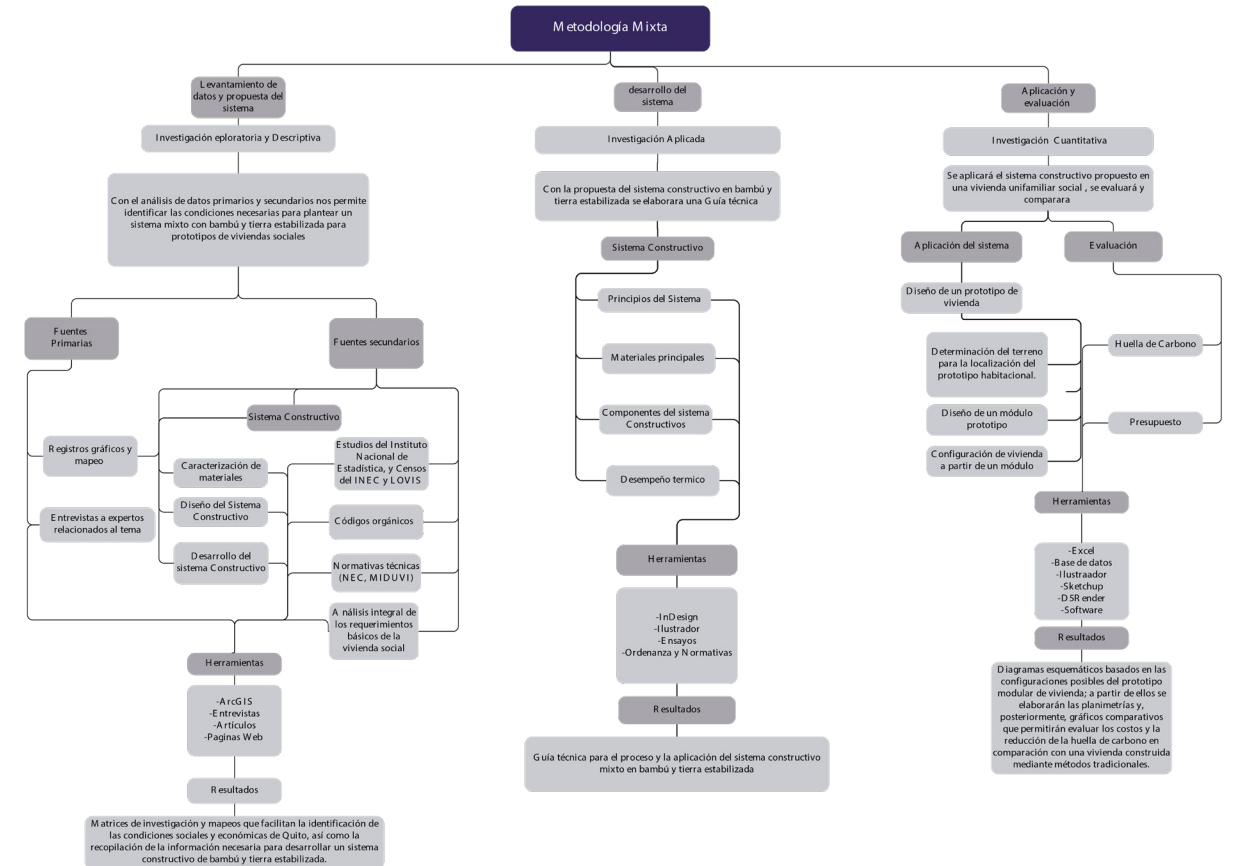 Metodología Mixta
Levantamiento de
datos y propuesta del
sistema
Investigación eploratoria y Descriptiva
Con el análisis de datos primarios y secundarios nos permite
identificar las condiciones necesarias para plantear un
sistema mixto con bambú y tierra estabilizada para
prototipos de viviendas sociales
Fuentes
Primarias
Fuentes secundarios
Sistema Constructivo
Registros gráficos y
mapeo
Entrevistas a expertos
relacionados al tema
Caracterización de
materiales
Diseño del Sistema
Constructivo
Desarrollo del
sistema Constructivo
Estudios del Instituto
Nacional de
Estadística, y Censos
del INEC y LOVIS
Códigos orgánicos
Normativas técnicas
(NEC, MIDUVI)
Análisis integral de
los requerimientos
básicos de la
vivienda social
Herramientas
-ArcGIS
-Entrevistas
-Artículos
-Paginas Web
Resultados
Matrices de investigación y mapeos que facilitan la identificación de
las condiciones sociales y económicas de Quito, así como la
recopilación de la información necesaria para desarrollar un sistema
constructivo de bambú y tierra estabilizada.
desarrollo del
sistema
Investigación Aplicada
Con la propuesta del sistema constructivo en bambú y
tierra estabilizada se elaborara una Guía técnica
Sistema Constructivo
Principios del Sistema
Materiales principales
Componentes del sistema
Constructivos
Desempeño termico
Herramientas
-InDesign
-Ilustrador
-Ensayos
-Ordenanza y Normativas
Resultados
Guía técnica para el proceso y la aplicación del sistema constructivo
mixto en bambú y tierra estabilizada
Aplicación y
evaluación
Investigación Cuantitativa
Se aplicará el sistema constructivo propuesto en
una vivienda unifamiliar social , se evaluará y
comparara
Aplicación del sistema
Evaluación
Diseño de un prototipo de
vivienda
Determinación del terreno
para la localización del
prototipo habitacional.
Diseño de un módulo
prototipo
Configuración de vivienda
a partir de un módulo
Huella de Carbono
Presupuesto
Herramientas
-Excel
-Base de datos
-Ilustraador
-Sketchup
-D5Render
-Software
Resultados
Diagramas esquemáticos basados en las
configuraciones posibles del prototipo
modular de vivienda; a partir de ellos se
elaborarán las planimetrías y,
posteriormente, gráficos comparativos
que permitirán evaluar los costos y la
reducción de la huella de carbono en
comparación con una vivienda construida
mediante métodos tradicionales.